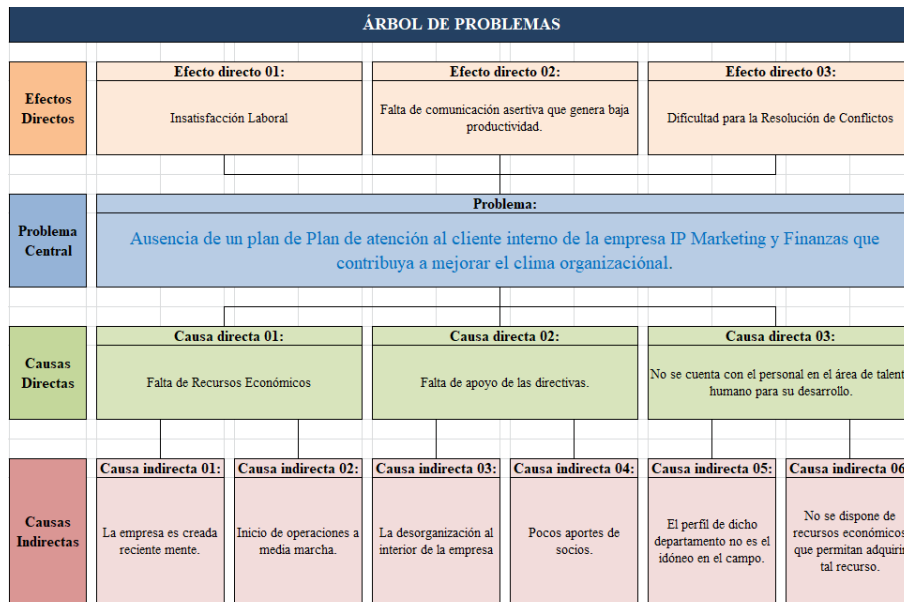 ÁRBOL DE PROBLEMAS
Efectos
Directos
Efecto directo 01:
Insatisfacción Laboral
Efecto directo 02:
Falta de comunicación asertiva que genera baja
productividad.
Efecto directo 03:
Dificultad para la Resolución de Conflictos
Problema
Central
Problema:
Ausencia de un plan de Plan de atención al cliente interno de la empresa IP Marketing y Finanzas que
contribuya a mejorar el clima organizaciónal.
Causas
Directas
Causa directa 01:
Falta de Recursos Económicos
Causa directa 02:
Falta de apoyo de las directivas.
Causa directa 03:
No se cuenta con el personal en el área de talent
humano para su desarrollo.
Causas
Indirectas
Causa indirecta 01:
La empresa es creada
reciente mente.
Causa indirecta 02:
Inicio de operaciones a
media marcha.
Causa indirecta 03:
La desorganización al
interior de la empresa
Causa indirecta 04:
Pocos aportes de
socios.
Causa indirecta 05:
El perfil de dicho
departamento no es el
idóneo en el campo.
Causa indirecta 06
No se dispone de
recursos económicos
que permitan adquirir
tal recurso.